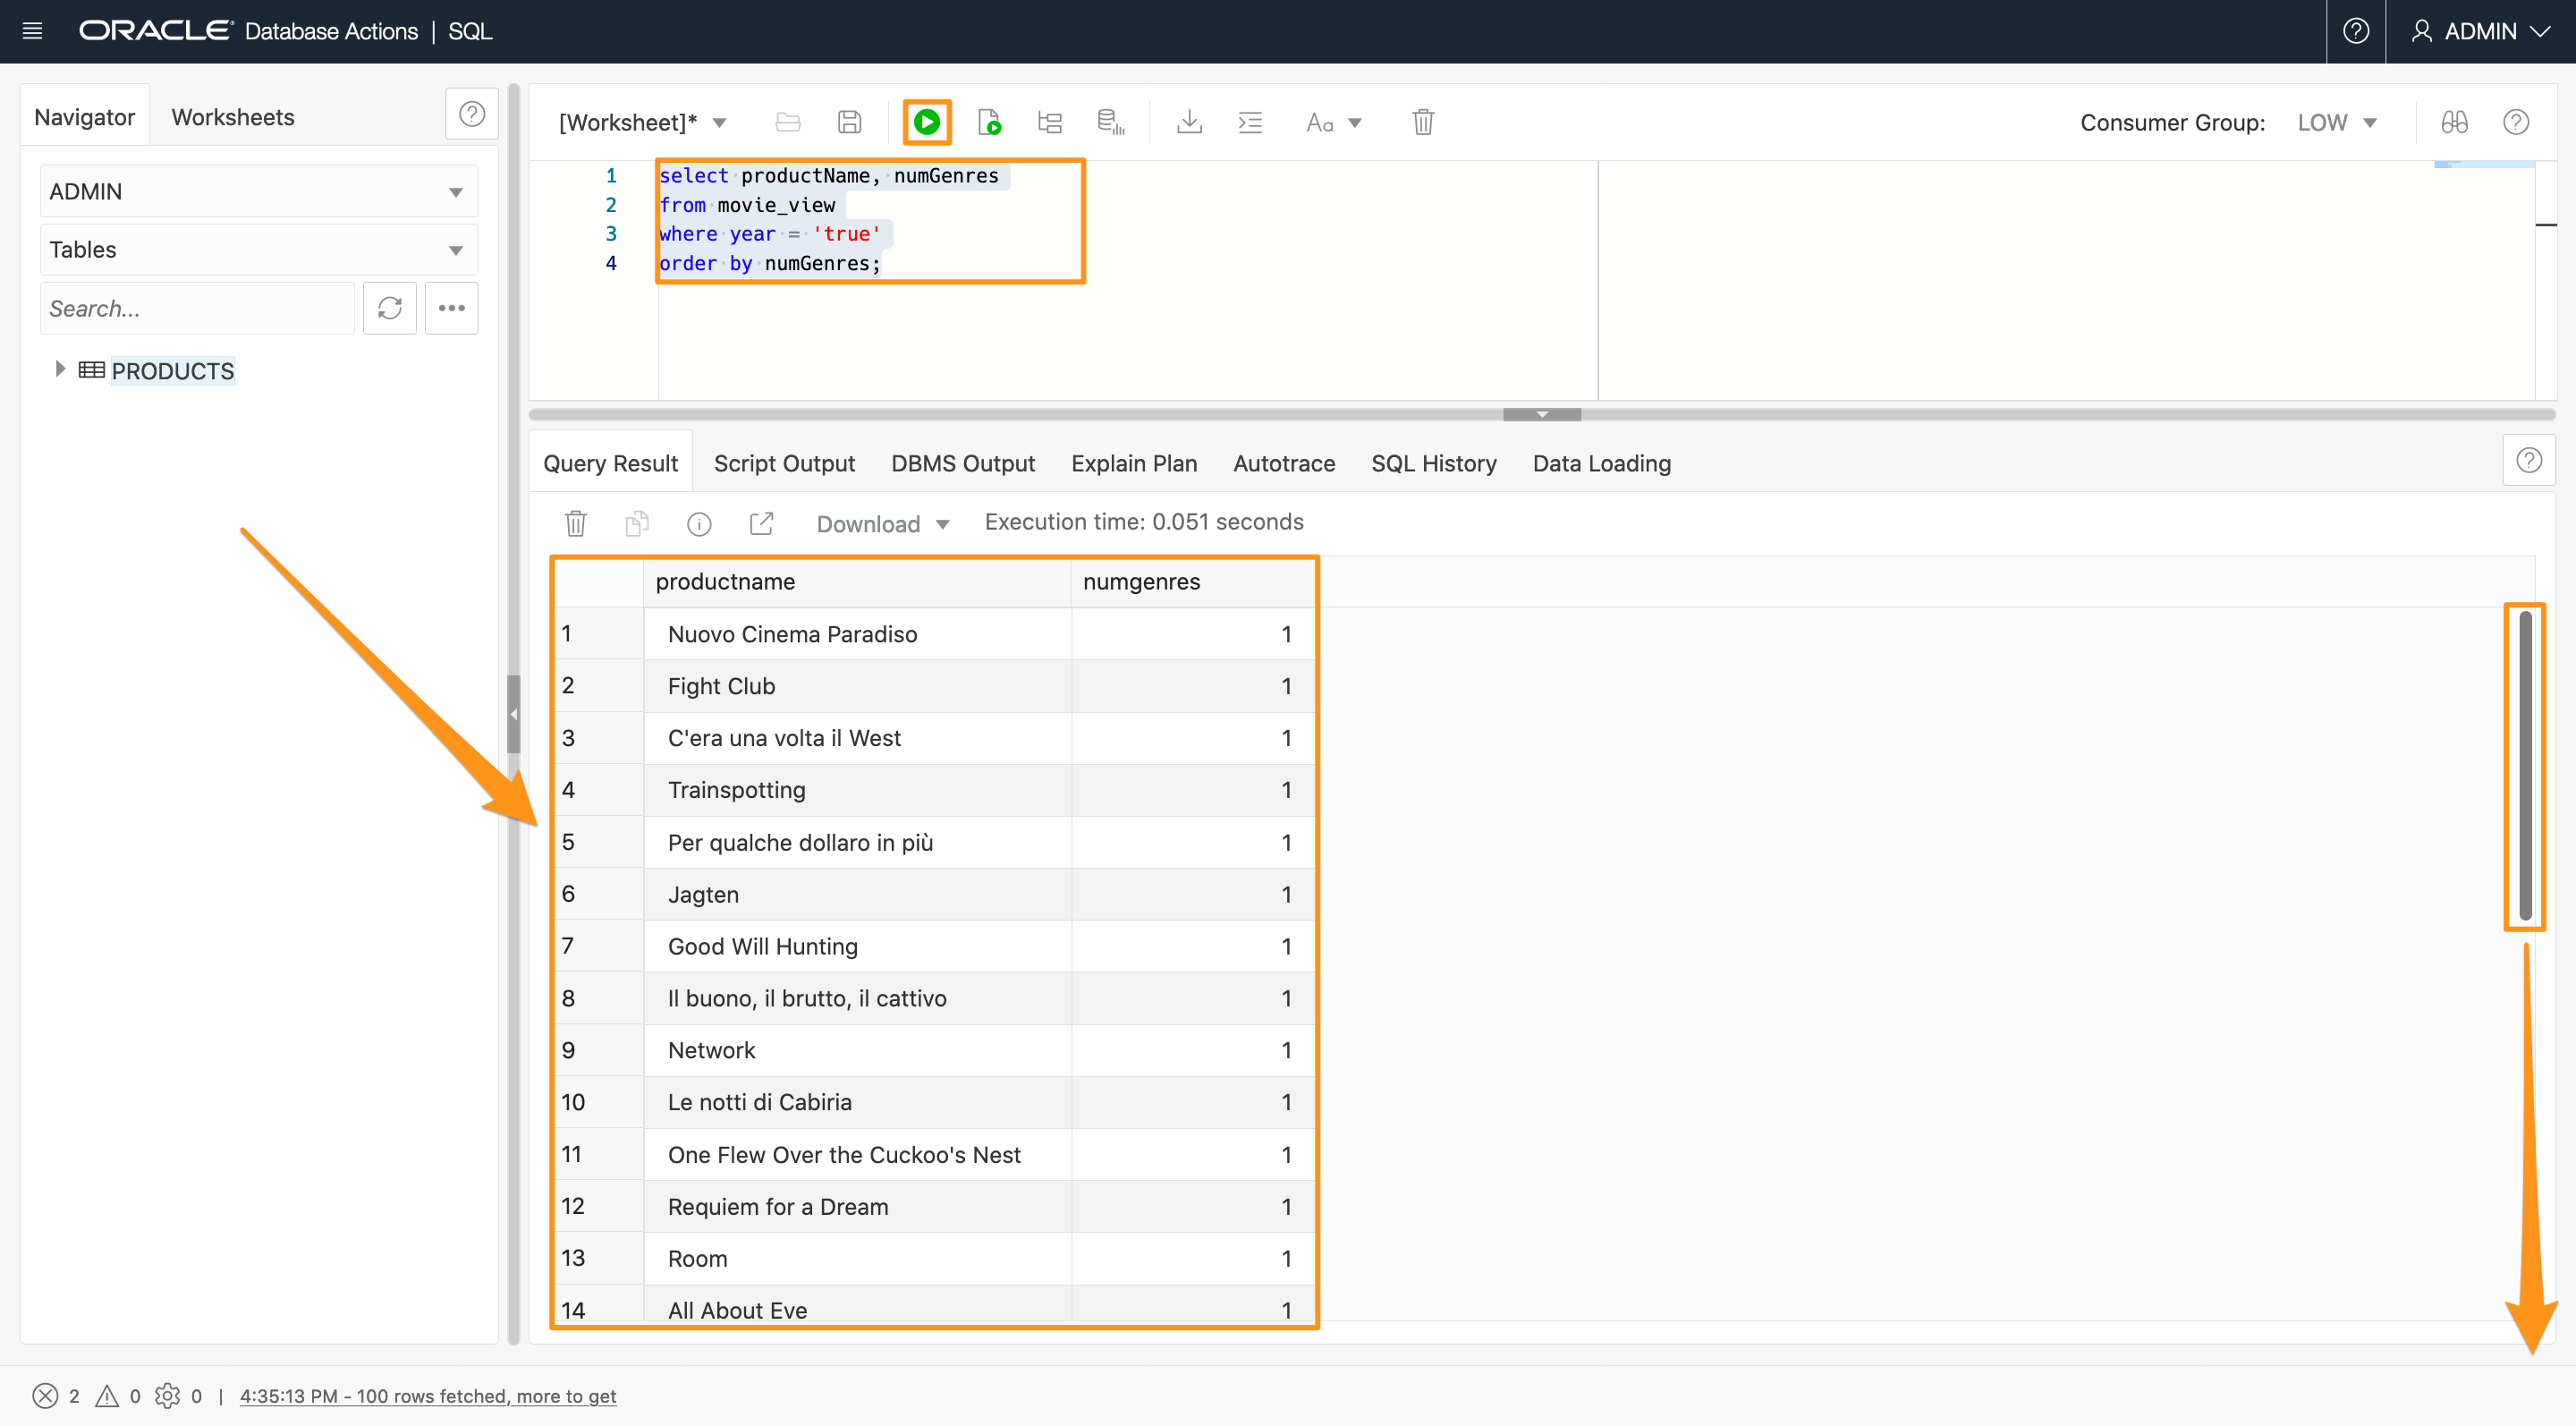 ORACLE Database Actions | SQL
ADMIN
Navigator
Worksheets
ADMIN
Tables
Search...
PRODUCTS
[Worksheet]*
Aa
Consumer Group:
LOW
1 select productName, numGenres
2 from movie_view
3 where year = 'true'
4 order by numGenres;
Query Result
Script Output
DBMS Output
Explain Plan
Autotrace
SQL History
Data Loading
Download
Execution time: 0.051 seconds
productname numgenres
1 Nuovo Cinema Paradiso 1
2 Fight Club 1
3 C'era una volta il West 1
4 Trainspotting 1
5 Per qualche dollaro in più 1
6 Jagten 1
7 Good Will Hunting 1
8 Il buono, il brutto, il cattivo 1
9 Network 1
10 Le notti di Cabiria 1
11 One Flew Over the Cuckoo's Nest 1
12 Requiem for a Dream 1
13 Room 1
14 All About Eve 1
2 0 0 | 4:35:13 PM - 100 rows fetched, more to get